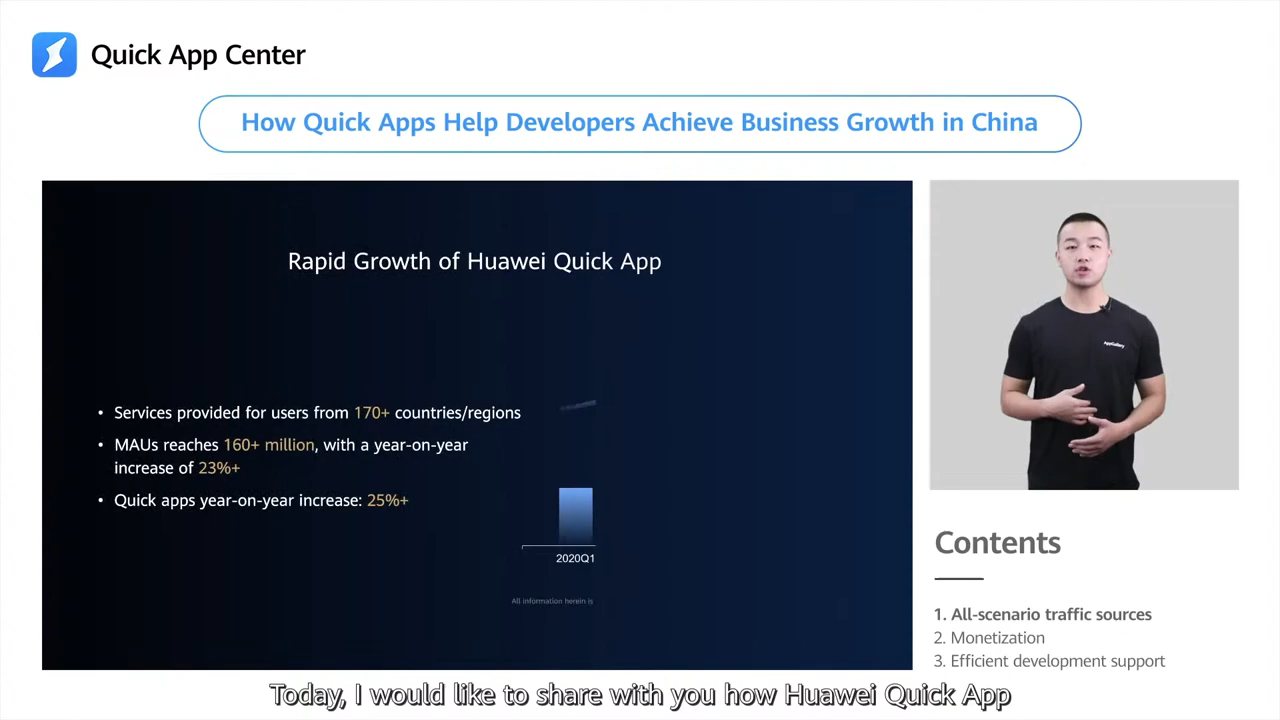 Quick App Center
How Quick Apps Help Developers Achieve Business Growth in China
Rapid Growth of Huawei Quick App
• Services provided for users from 170+ countries/regions
• MAUs reaches 160+ million, with a year-on-year
increase of 23%+
• Quick apps year-on-year increase: 25%+
2020Q1
All information herein is
AppGallery
Contents
1. All-scenario traffic sources
2. Monetization
3. Efficient development support
Today, I would like to share with you how Huawei Quick App